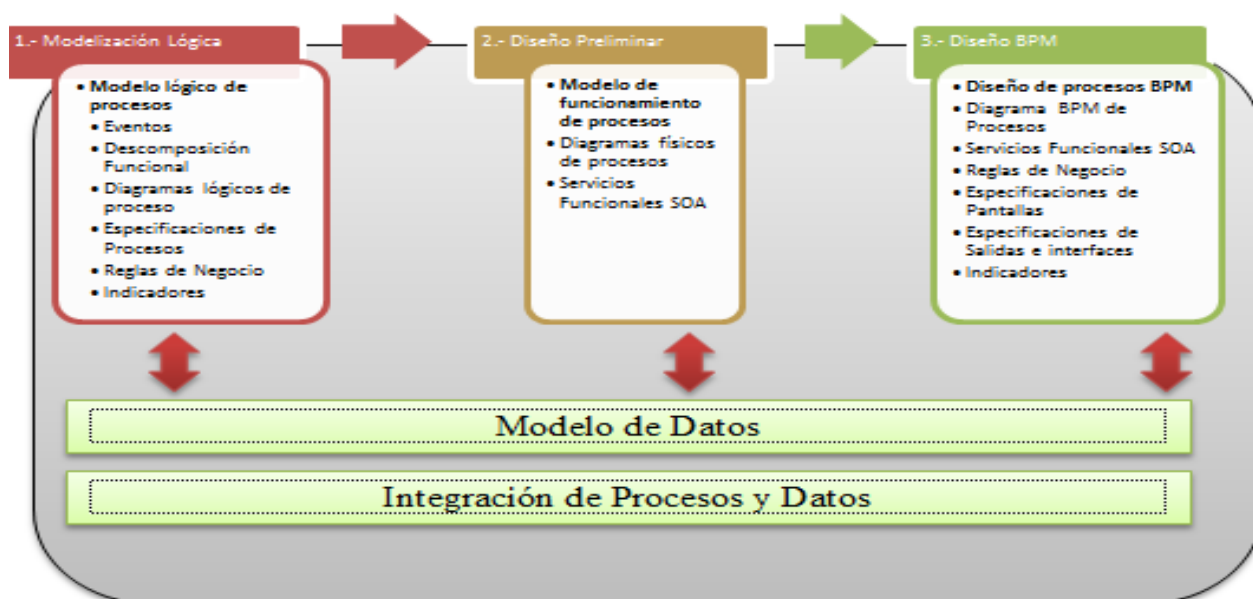 1.- Modelización Lógica
• Modelo lógico de
procesos
• Eventos
• Descomposición
Funcional
• Diagramas lógicos de
proceso
• Especificaciones de
Procesos
• Reglas de Negocio
• Indicadores
2.- Diseño Preliminar
• Modelo de
funcionamiento
de procesos
• Diagramas físicos
de procesos
• Servicios
Funcionales SOA
3.- Diseño BPM
• Diseño de procesos BPM
• Diagrama BPM de
Procesos
• Servicios Funcionales SOA
• Reglas de Negocio
• Especificaciones de
Pantallas
• Especificaciones de
Salidas e interfaces
• Indicadores
Modelo de Datos
Integración de Procesos y Datos